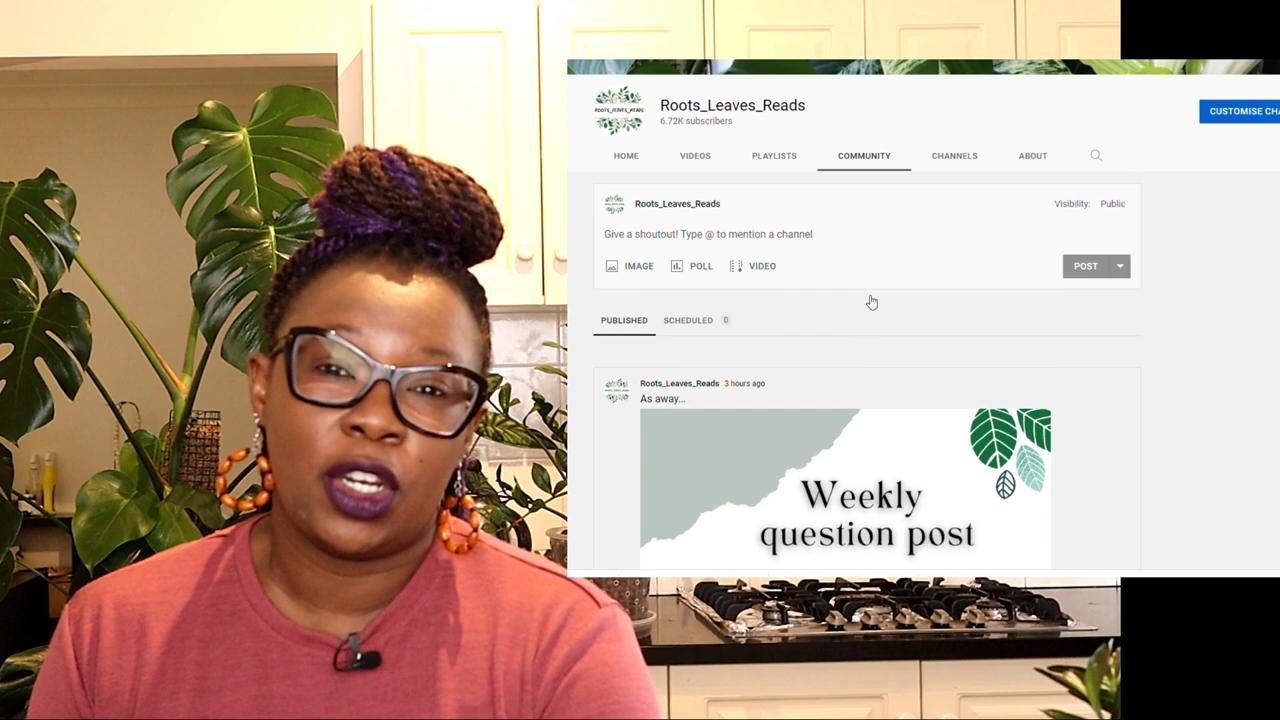 ROOTS_LEAVES_READS
Roots_Leaves_Reads
6.72K subscribers
CUSTOMISE CHA
HOME VIDEOS PLAYLISTS COMMUNITY CHANNELS ABOUT
Roots_Leaves_Reads
Visibility: Public
Give a shoutout! Type @ to mention a channel
IMAGE POLL VIDEO
POST
PUBLISHED SCHEDULED 0
Roots_Leaves_Reads 3 hours ago
As away...
Weekly
question post